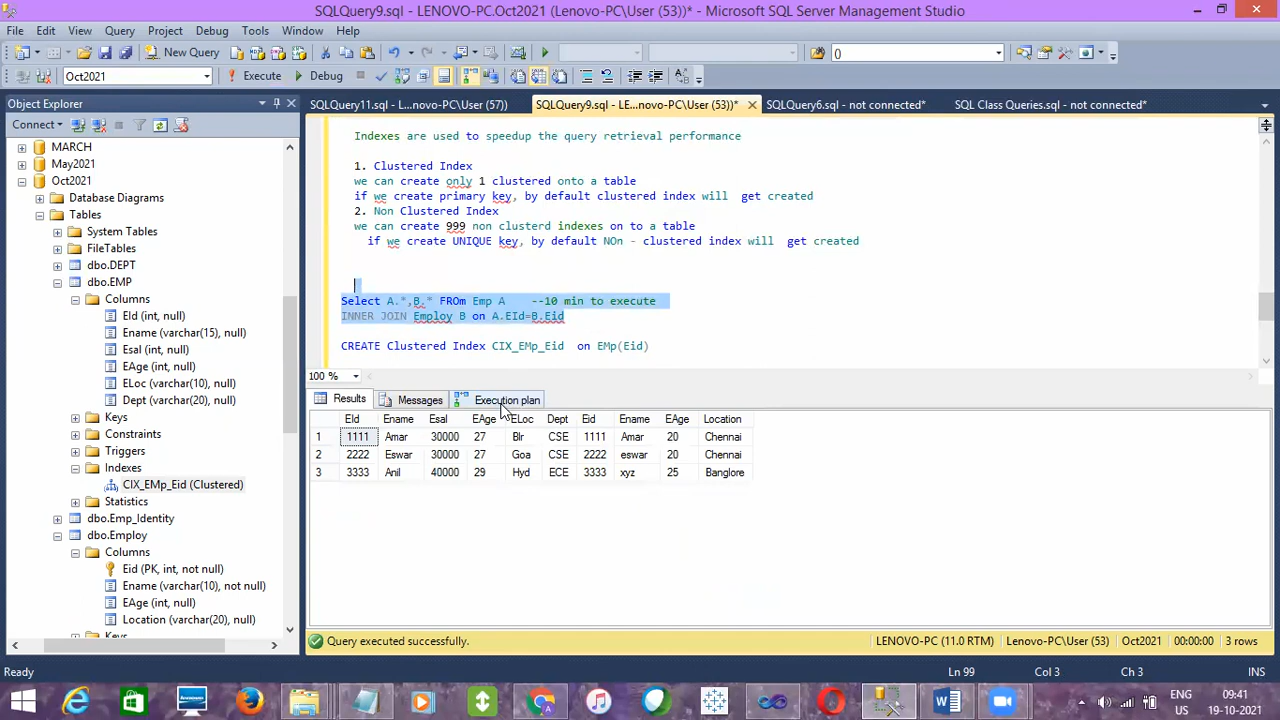 SQLQuery9.sql - LENOVO-PC.Oct2021 (Lenovo-PC\User (53))* - Microsoft SQL Server Management Studio
File Edit View Query Project Debug Tools Window Help
New Query ()
Oct2021 Execute Debug
Object Explorer
SQLQuery11.sql - L...novo-PC\User (57)) SQLQuery9.sql - LE...novo-PC\User (53))* SQLQuery6.sql - not connected* SQL Class Queries.sql - not connected*
Connect
MARCH
May2021
Oct2021
Database Diagrams
Tables
System Tables
FileTables
dbo.DEPT
dbo.EMP
Columns
EId (int, null)
Ename (varchar(15), null)
Esal (int, null)
EAge (int, null)
ELoc (varchar(10), null)
Dept (varchar(20), null)
Keys
Constraints
Triggers
Indexes
CIX_EMp_Eid (Clustered)
Statistics
dbo.Emp_Identity
dbo.Employ
Columns
Eid (PK, int, not null)
Ename (varchar(10), not null)
EAge (int, null)
Location (varchar(20), null)
Keys
Indexes are used to speedup the query retrieval performance
1. Clustered Index
we can create only 1 clustered onto a table
if we create primary key, by default clustered index will get created
2. Non Clustered Index
we can create 999 non clusterd indexes on to a table
if we create UNIQUE key, by default NOn - clustered index will get created
Select A.*,B.* FROm Emp A --10 min to execute
INNER JOIN Employ B on A.EId=B.Eid
CREATE Clustered Index CIX_EMp_Eid on EMp(Eid)
100 %
Results Messages Execution plan
EId Ename Esal EAge ELoc Dept Eid Ename EAge Location
1 1111 Amar 30000 27 Blr CSE 1111 Amar 20 Chennai
2 2222 Eswar 30000 27 Goa CSE 2222 eswar 20 Chennai
3 3333 Anil 40000 29 Hyd ECE 3333 xyz 25 Banglore
Query executed successfully. LENOVO-PC (11.0 RTM) Lenovo-PC\User (53) Oct2021 00:00:00 3 rows
Ready Ln 99 Col 3 Ch 3 INS
ENG 09:41
US 19-10-2021